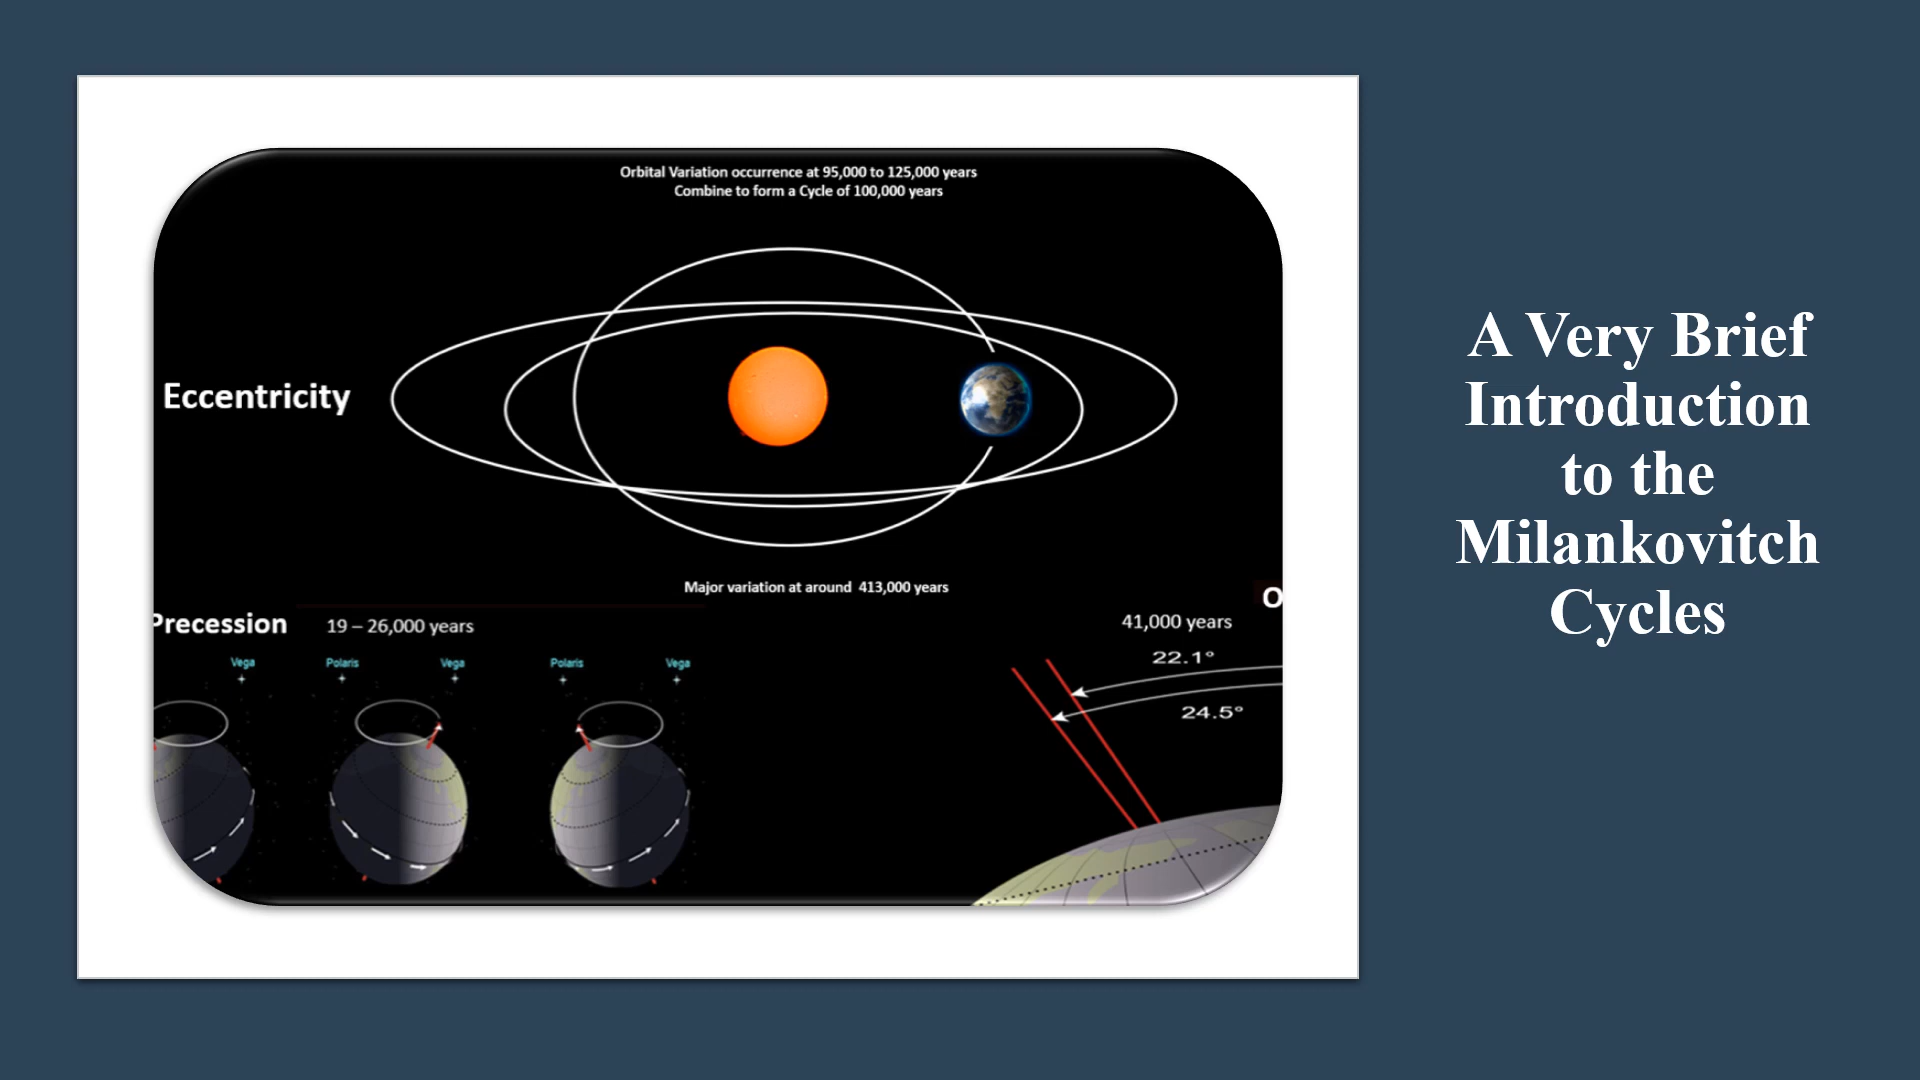 Orbital Variation occurrence at 95,000 to 125,000 years
Combine to form a Cycle of 100,000 years
Eccentricity
Major variation at around 413,000 years
Precession
19 – 26,000 years
Vega
Polaris
Vega
Polaris
Vega
O
41,000 years
22.1°
24.5°
A Very Brief
Introduction
to the
Milankovitch
Cycles